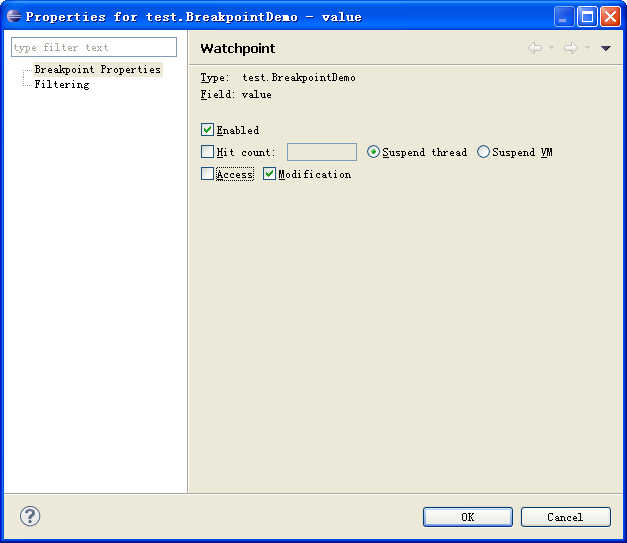 Properties for test.BreakpointDemo - value
type filter text
Breakpoint Properties
Filtering
Watchpoint
Type: test.BreakpointDemo
Field: value
Enabled
Hit count: Suspend thread Suspend VM
Access Modification
OK Cancel